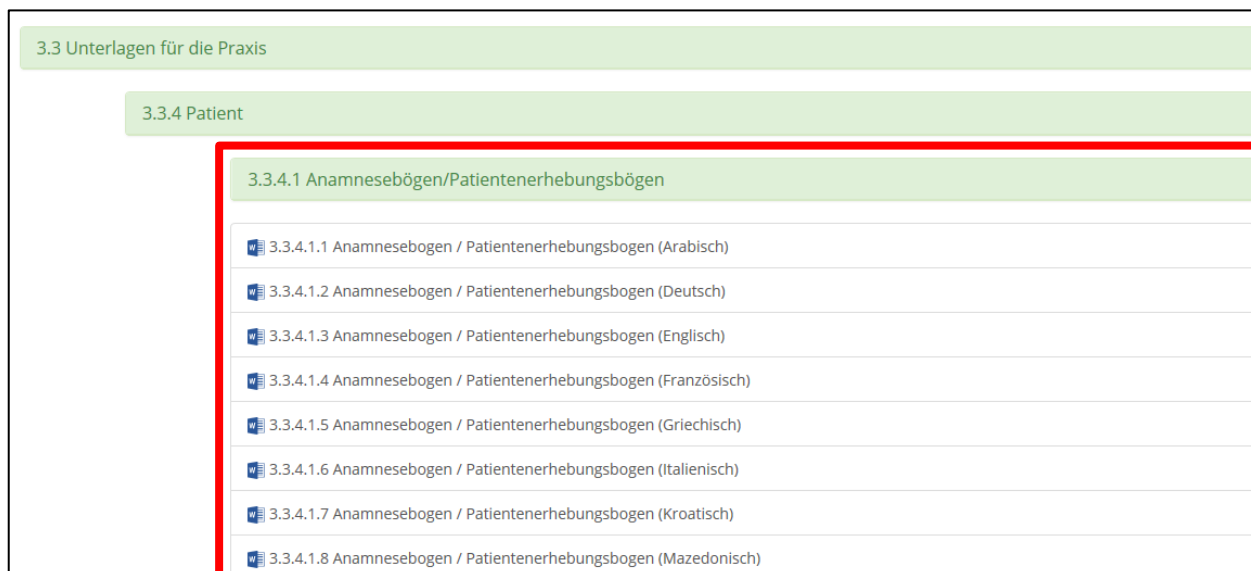 3.3 Unterlagen für die Praxis
3.3.4 Patient
3.3.4.1 Anamnesebögen/Patientenerhebungsbögen
3.3.4.1.1 Anamnesebogen / Patientenerhebungsbogen (Arabisch)
3.3.4.1.2 Anamnesebogen / Patientenerhebungsbogen (Deutsch)
3.3.4.1.3 Anamnesebogen / Patientenerhebungsbogen (Englisch)
3.3.4.1.4 Anamnesebogen / Patientenerhebungsbogen (Französisch)
3.3.4.1.5 Anamnesebogen / Patientenerhebungsbogen (Griechisch)
3.3.4.1.6 Anamnesebogen / Patientenerhebungsbogen (Italienisch)
3.3.4.1.7 Anamnesebogen / Patientenerhebungsbogen (Kroatisch)
3.3.4.1.8 Anamnesebogen / Patientenerhebungsbogen (Mazedonisch)